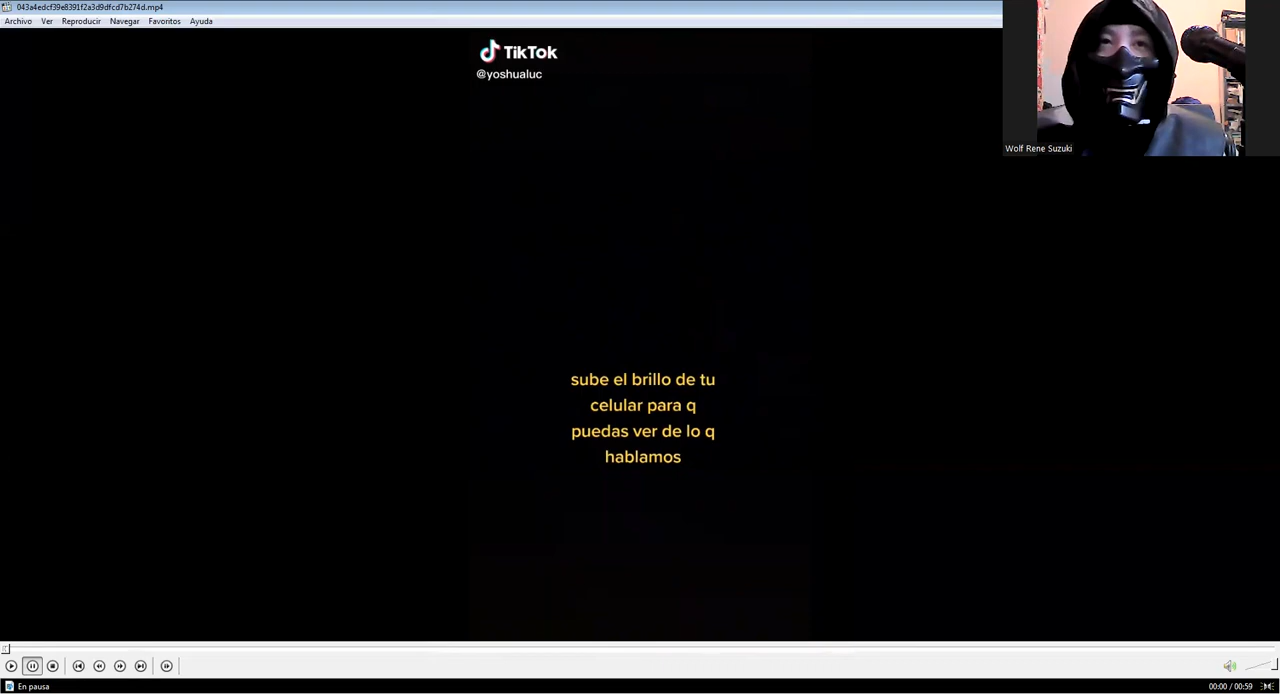 043a4edcf39e8391f2a3d9dfcd7b274d.mp4
Archivo Ver Reproducir Navegar Favoritos Ayuda
TikTok
@yoshualuc
Wolf Rene Suzuki
sube el brillo de tu
celular para q
puedas ver de lo q
hablamos
En pausa
00:00 / 00:59